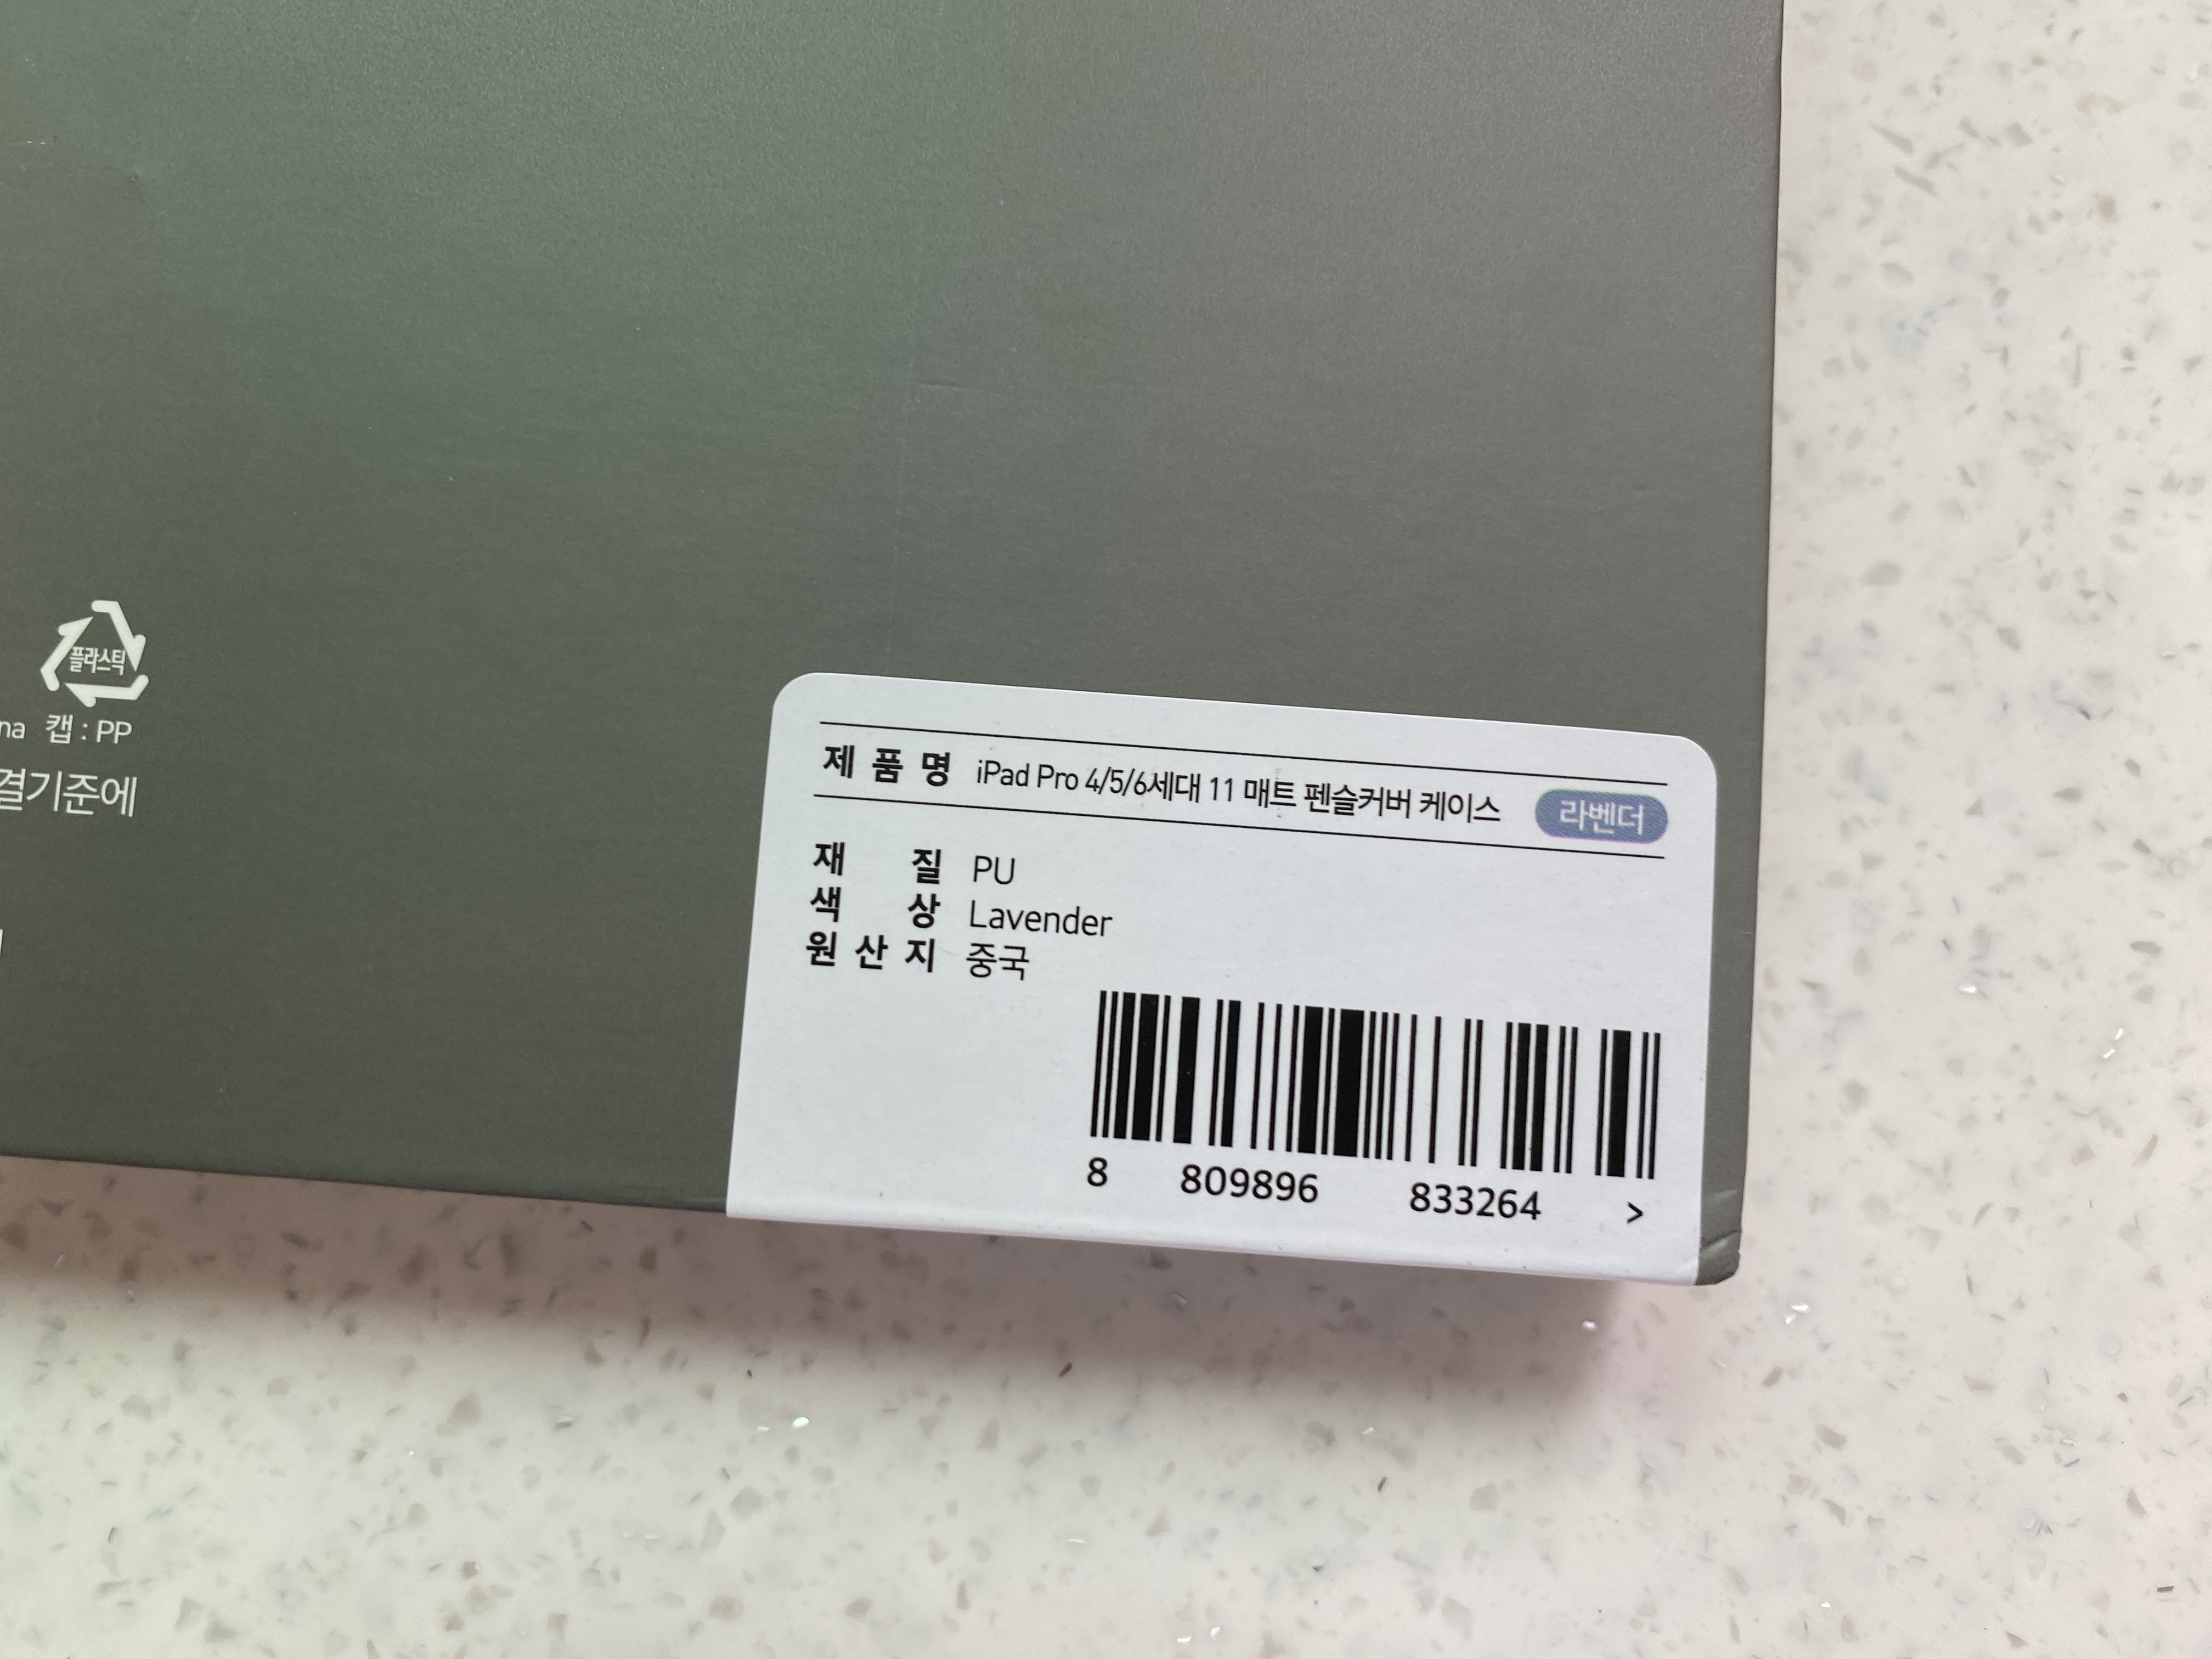 플라스틱
캡 : PP
결기준에
제 품 명 iPad Pro 4/5/6세대 11 매트 펜슬커버 케이스 라벤더
재 질 PU
색 상 Lavender
원 산 지 중국
8 809896 833264 >